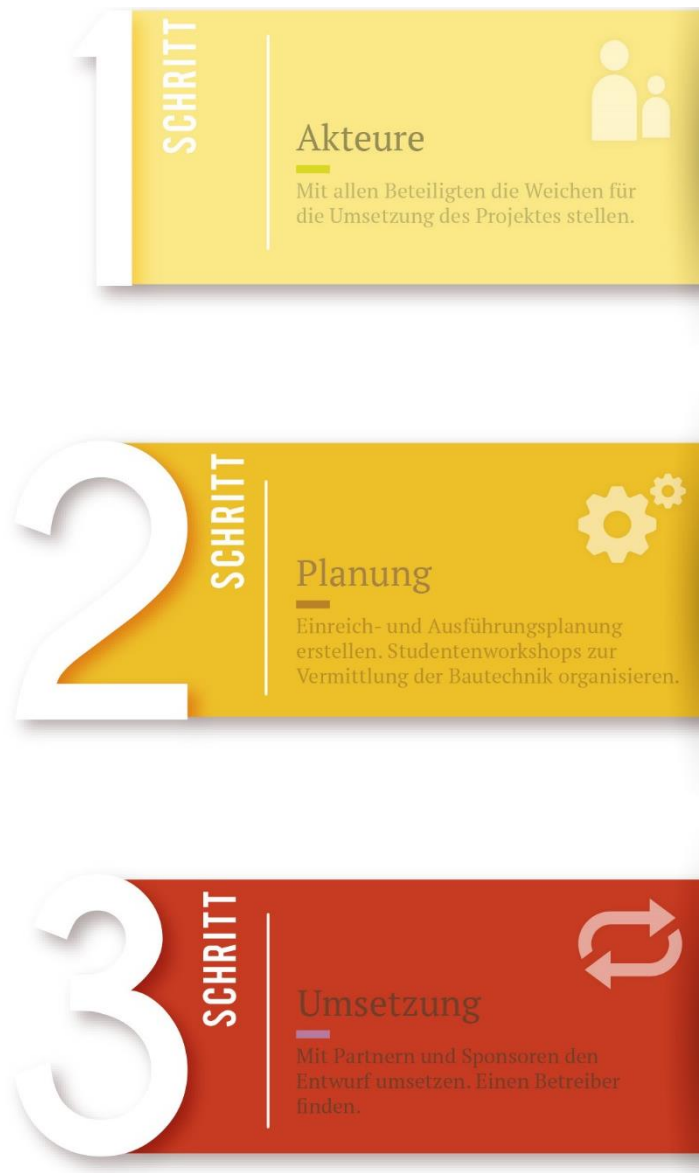 1
SCHRITT
Akteure
Mit allen Beteiligten die Weichen für
die Umsetzung des Projektes stellen.
2
SCHRITT
Planung
Einreich- und Ausführungsplanung
erstellen. Studentenworkshops zur
Vermittlung der Bautechnik organisieren.
3
SCHRITT
Umsetzung
Mit Partnern und Sponsoren den
Entwurf umsetzen. Einen Betreiber
finden.